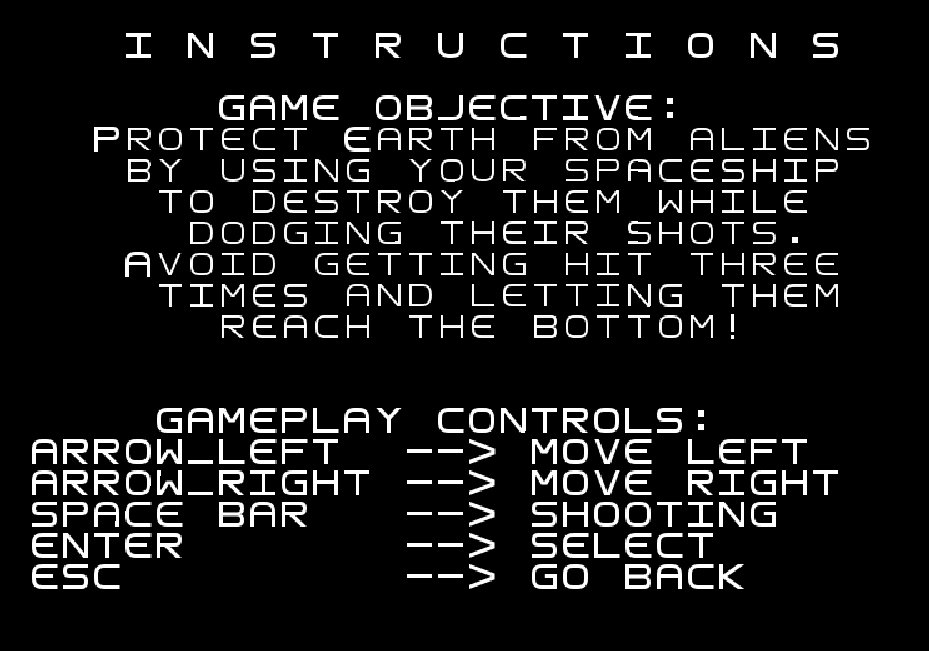 I N S T R U C T I O N S
GAME OBJECTIVE:
PROTECT EARTH FROM ALIENS
BY USING YOUR SPACESHIP
TO DESTROY THEM WHILE
DODGING THEIR SHOTS.
AVOID GETTING HIT THREE
TIMES AND LETTING THEM
REACH THE BOTTOM!
GAMEPLAY CONTROLS:
ARROW_LEFT --> MOVE LEFT
ARROW_RIGHT --> MOVE RIGHT
SPACE BAR --> SHOOTING
ENTER --> SELECT
ESC --> GO BACK